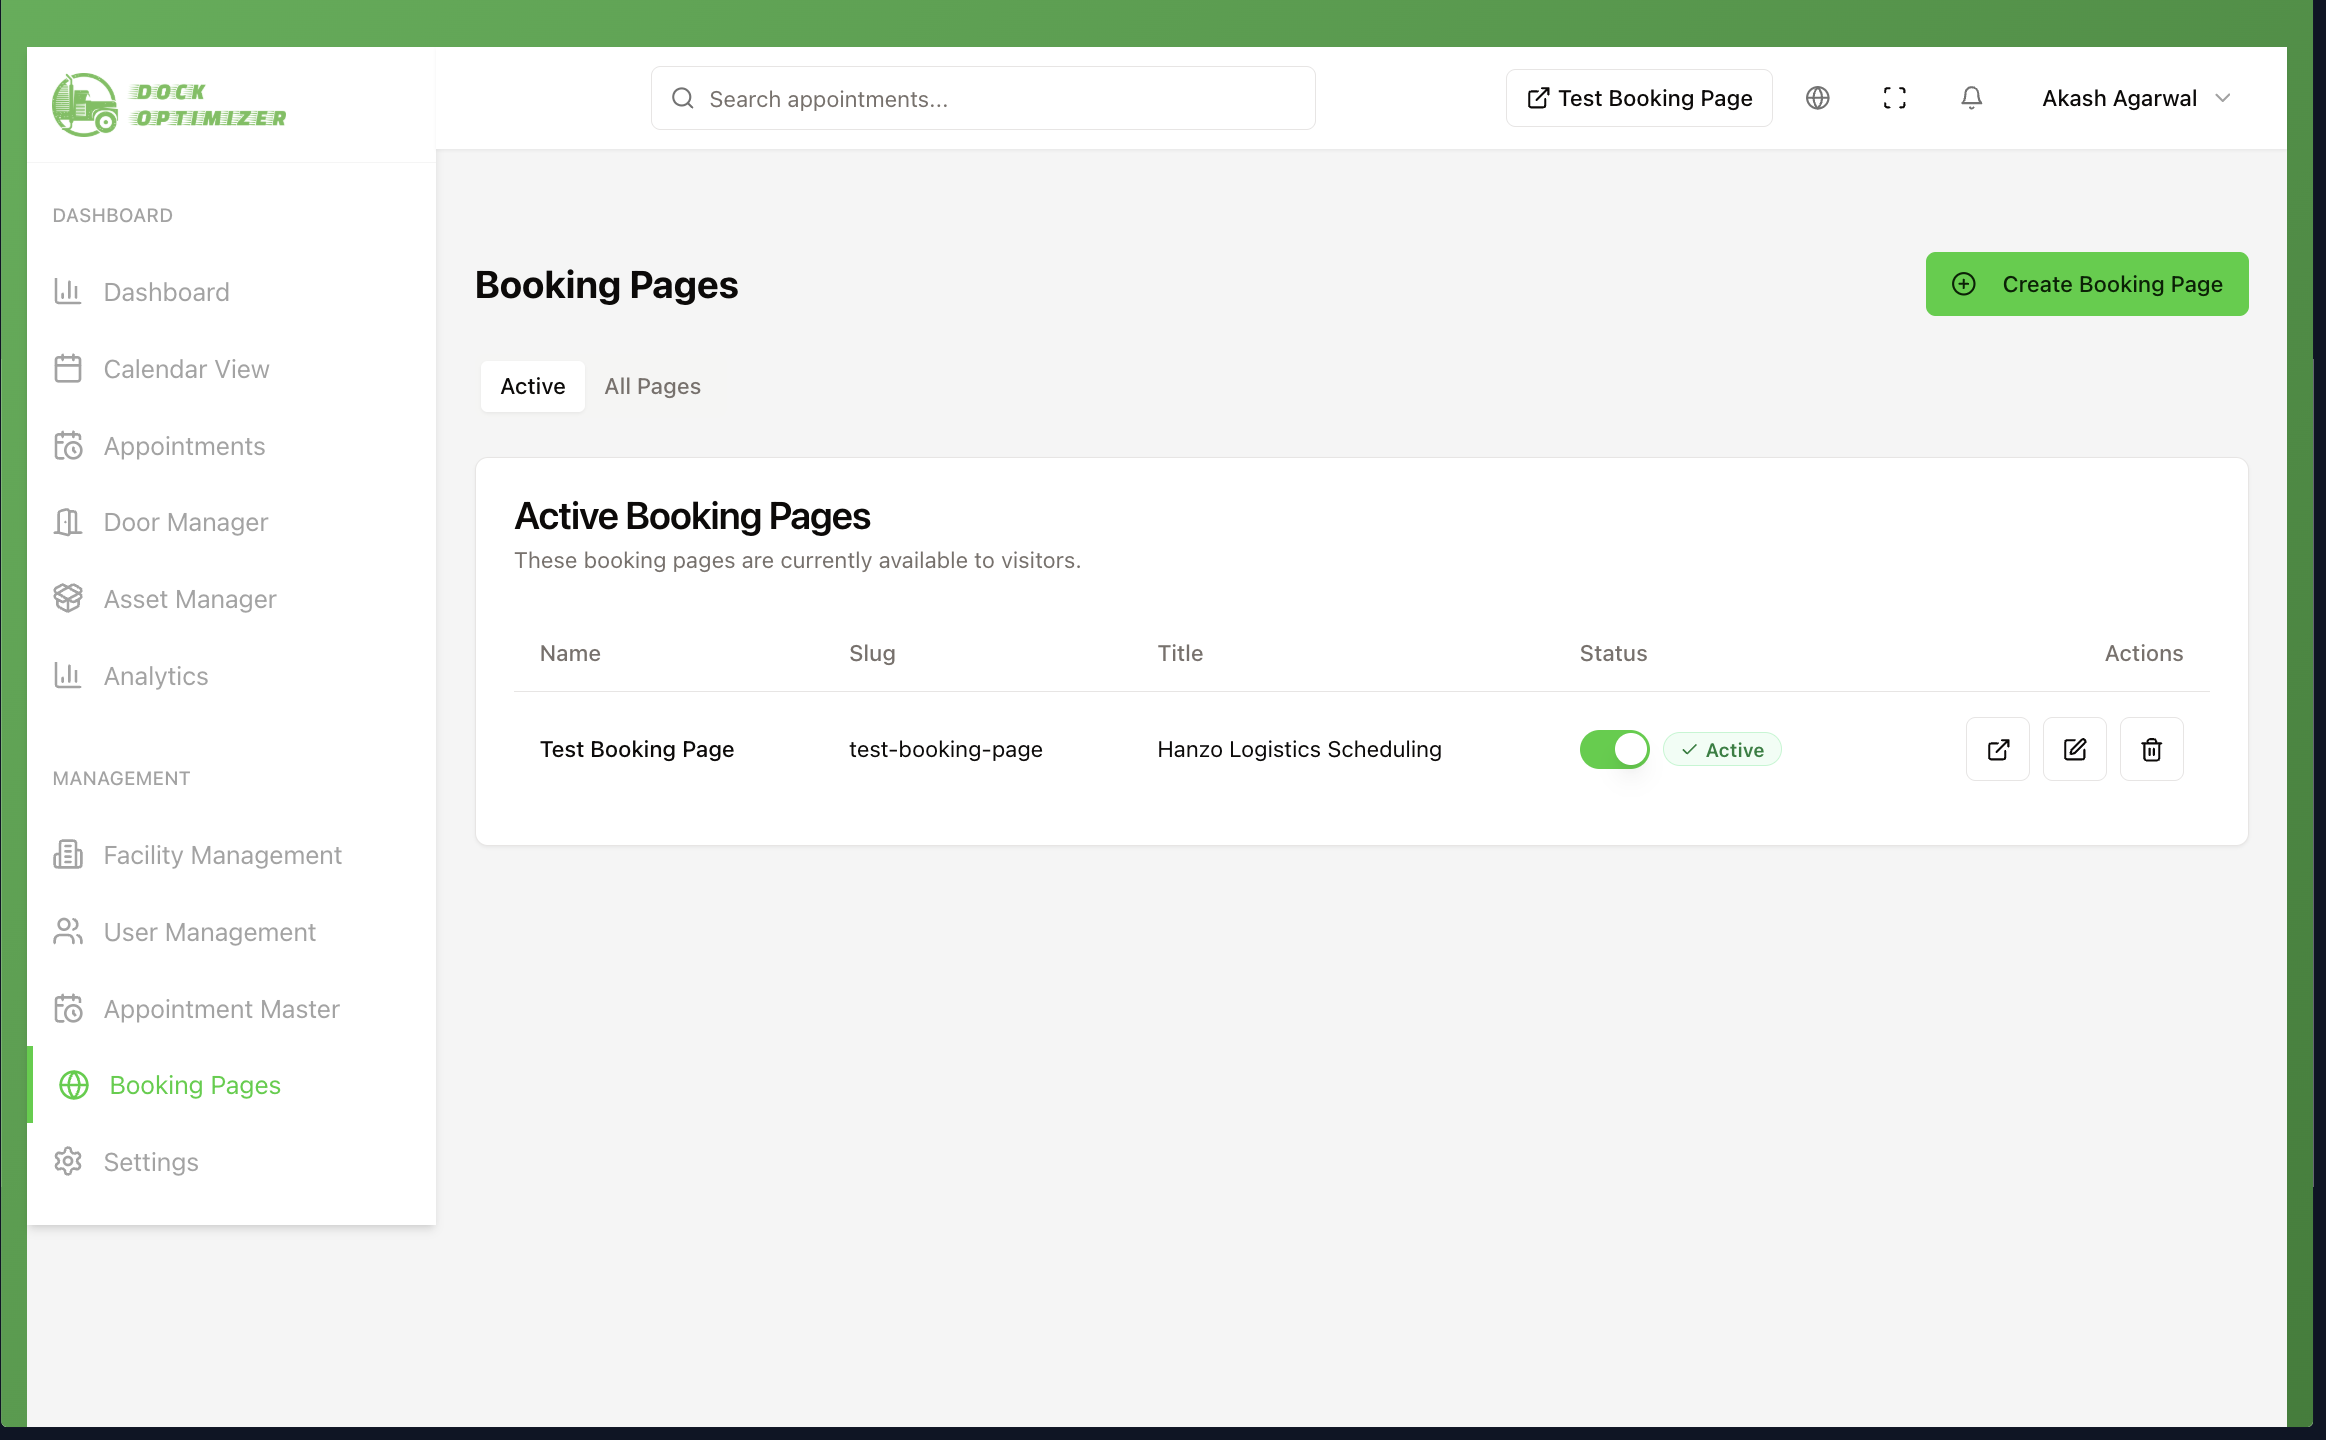 DOCK
OPTIMIZER
Search appointments...
Test Booking Page
Akash Agarwal
DASHBOARD
Dashboard
Calendar View
Appointments
Door Manager
Asset Manager
Analytics
MANAGEMENT
Facility Management
User Management
Appointment Master
Booking Pages
Settings
Booking Pages
Create Booking Page
Active
All Pages
Active Booking Pages
These booking pages are currently available to visitors.
Name Slug Title Status Actions
Test Booking Page test-booking-page Hanzo Logistics Scheduling Active